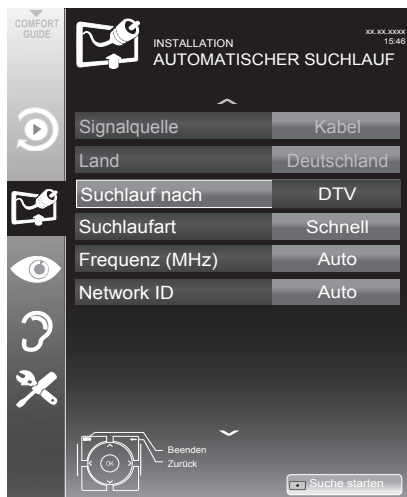 COMFORT
GUIDE
INSTALLATION
AUTOMATISCHER SUCHLAUF
xx.xx.xxxx
15:46
Signalquelle Kabel
Land Deutschland
Suchlauf nach DTV
Suchlaufart Schnell
Frequenz (MHz) Auto
Network ID Auto
OK
Beenden
Zurück
Suche starten